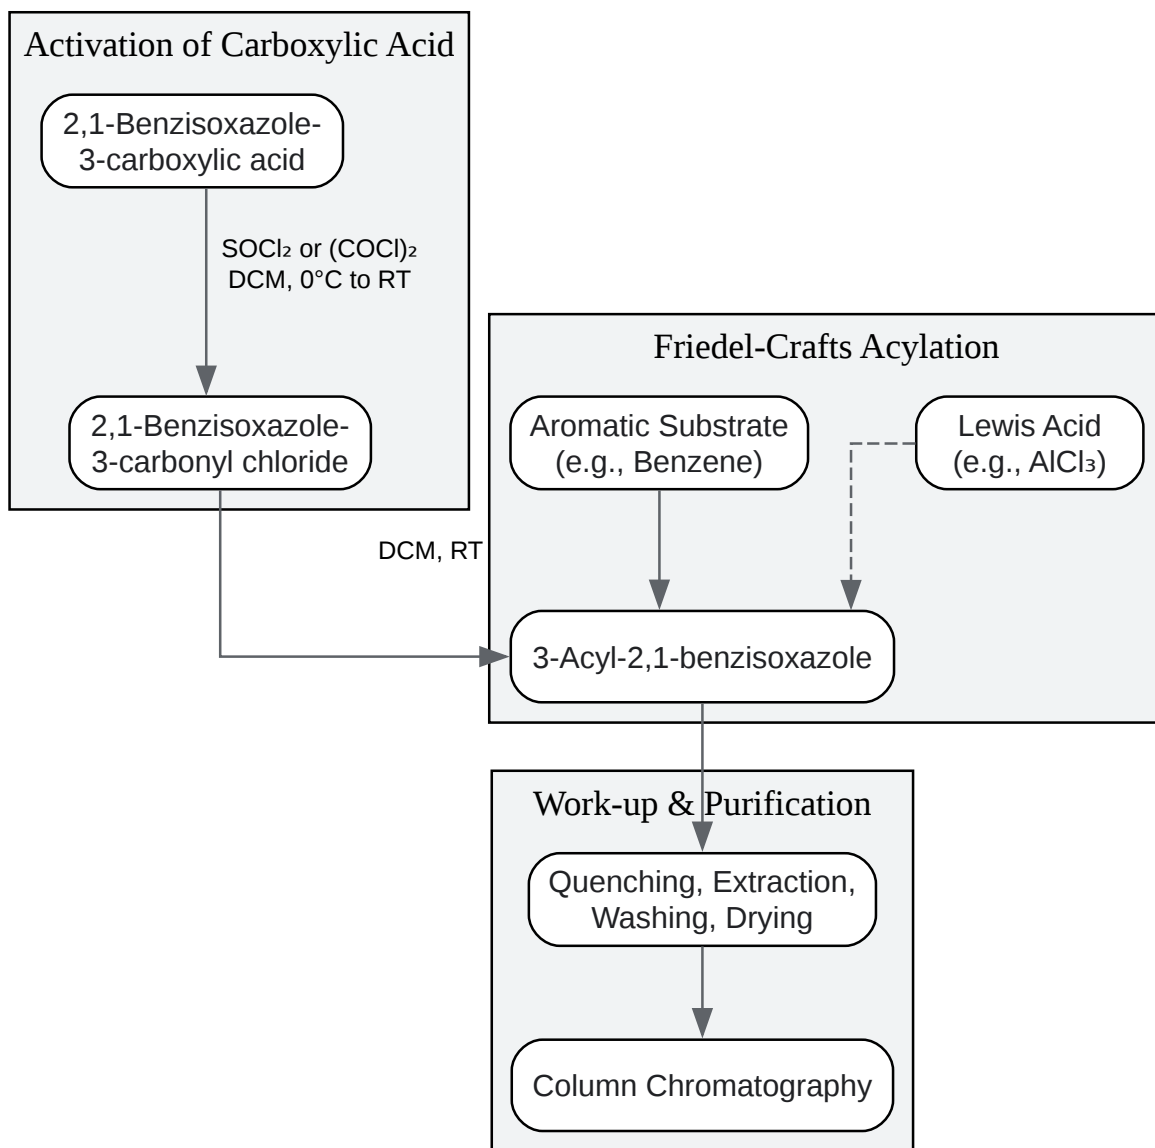 Activation of Carboxylic Acid
2,1-Benzisoxazole-
3-carboxylic acid
SOCl₂ or (COCl)₂
DCM, 0°C to RT
2,1-Benzisoxazole-
3-carbonyl chloride
Friedel-Crafts Acylation
Aromatic Substrate
(e.g., Benzene)
Lewis Acid
(e.g., AlCl₃)
DCM, RT
3-Acyl-2,1-benzisoxazole
Work-up & Purification
Quenching, Extraction,
Washing, Drying
Column Chromatography